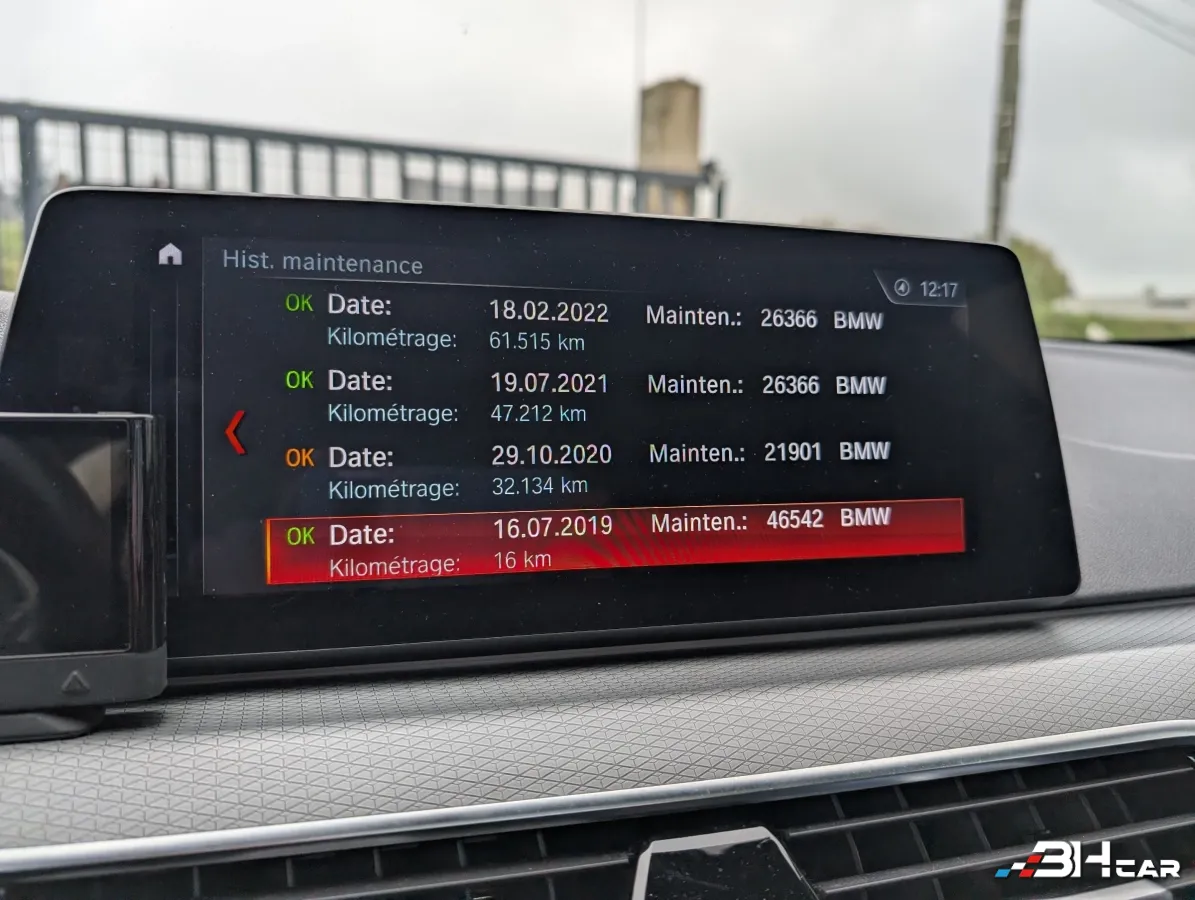 Hist. maintenance
12:17
OK Date: 18.02.2022 Mainten.: 26366 BMW
Kilométrage: 61.515 km
OK Date: 19.07.2021 Mainten.: 26366 BMW
Kilométrage: 47.212 km
OK Date: 29.10.2020 Mainten.: 21901 BMW
Kilométrage: 32.134 km
OK Date: 16.07.2019 Mainten.: 46542 BMW
Kilométrage: 16 km
BHCAR